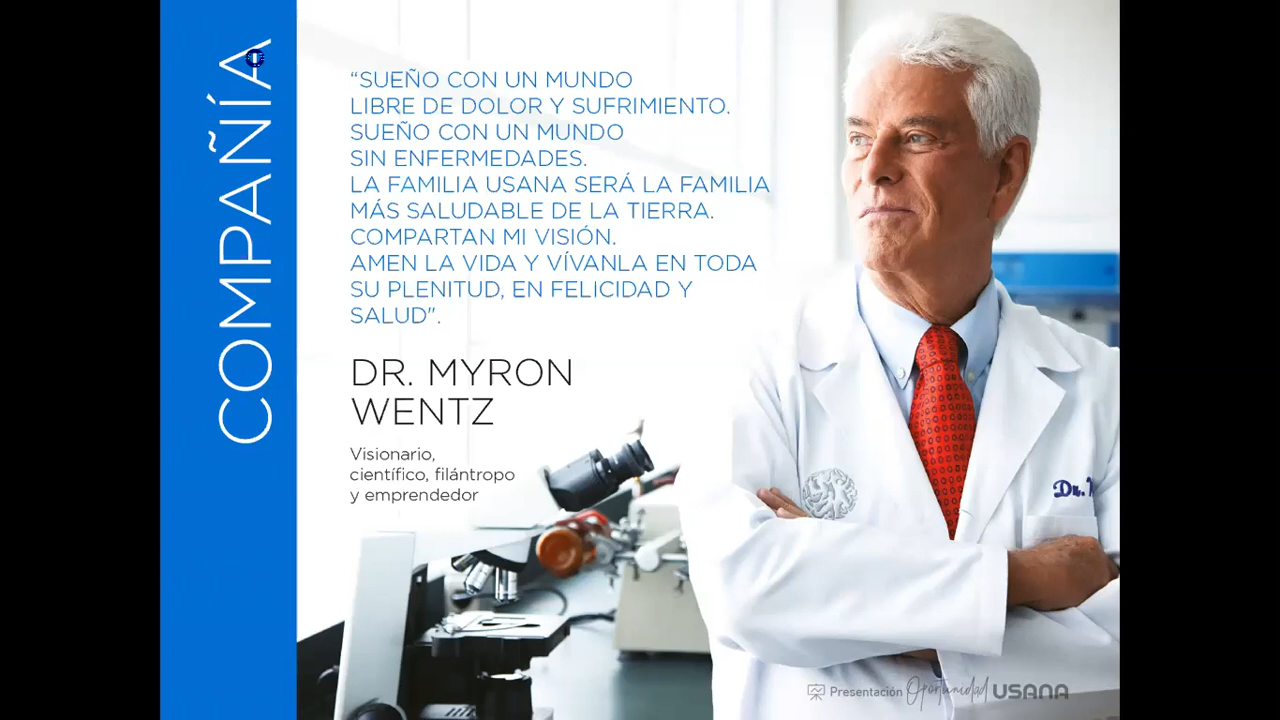 COMPAÑÍA
“SUEÑO CON UN MUNDO
LIBRE DE DOLOR Y SUFRIMIENTO.
SUEÑO CON UN MUNDO
SIN ENFERMEDADES.
LA FAMILIA USANA SERÁ LA FAMILIA
MÁS SALUDABLE DE LA TIERRA.
COMPARTAN MI VISIÓN.
AMEN LA VIDA Y VÍVANLA EN TODA
SU PLENITUD, EN FELICIDAD Y
SALUD".
DR. MYRON
WENTZ
Visionario,
científico, filántropo
y emprendedor
Dr.
Presentación Oportunidad USANA